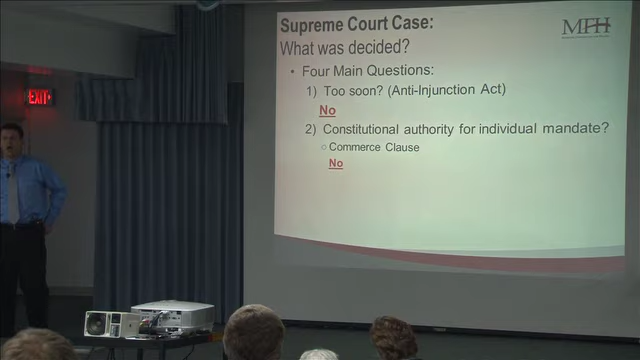 Supreme Court Case:
What was decided?
MFH
• Four Main Questions:
1) Too soon? (Anti-Injunction Act)
No
2) Constitutional authority for individual mandate?
○ Commerce Clause
No
EXIT